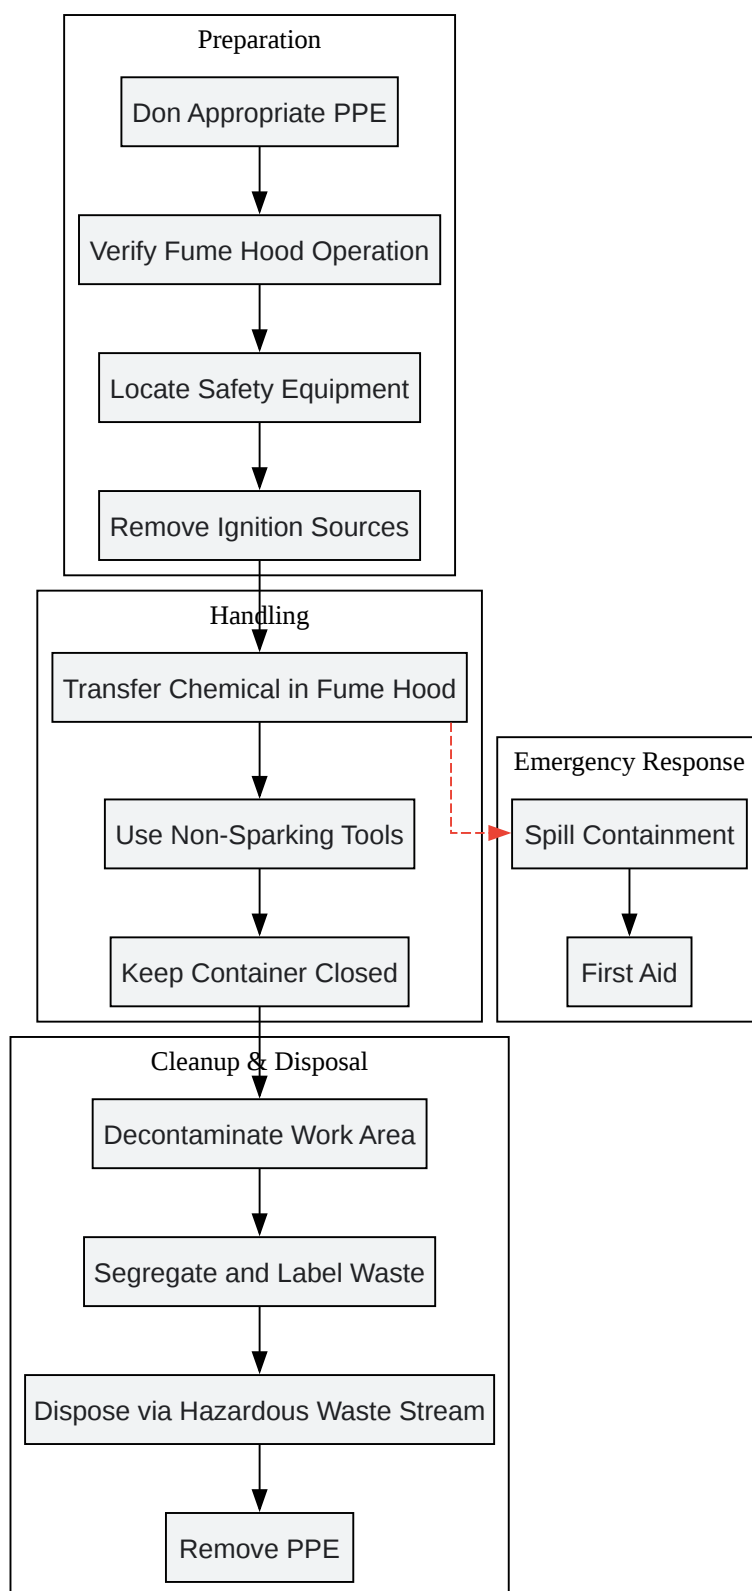 Preparation
Don Appropriate PPE
Verify Fume Hood Operation
Locate Safety Equipment
Remove Ignition Sources
Handling
Transfer Chemical in Fume Hood
Use Non-Sparking Tools
Keep Container Closed
Emergency Response
Spill Containment
First Aid
Cleanup & Disposal
Decontaminate Work Area
Segregate and Label Waste
Dispose via Hazardous Waste Stream
Remove PPE